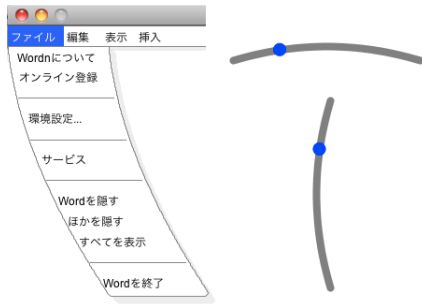 ファイル 編集 表示 挿入
Wordnについて
オンライン登録
環境設定...
サービス
Wordを隠す
ほかを隠す
すべてを表示
Wordを終了